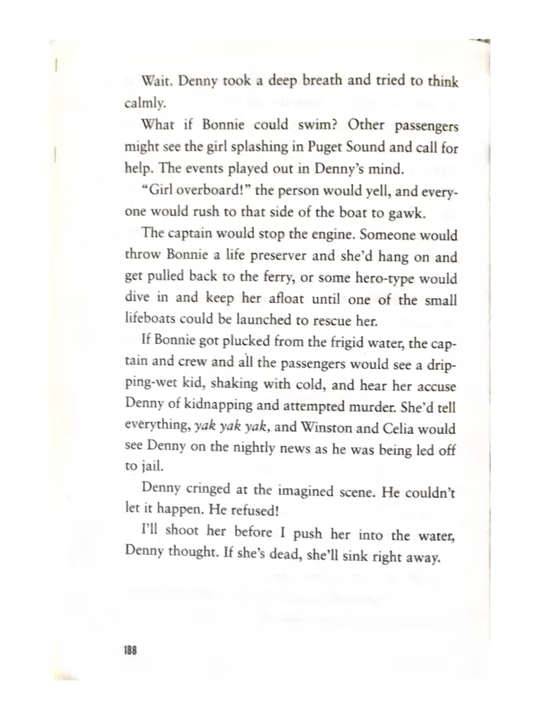 Wait. Denny took a deep breath and tried to think
calmly.
What if Bonnie could swim? Other passengers
might see the girl splashing in Puget Sound and call for
help. The events played out in Denny's mind.
“Girl overboard!” the person would yell, and every-
one would rush to that side of the boat to gawk.
The captain would stop the engine. Someone would
throw Bonnie a life preserver and she'd hang on and
get pulled back to the ferry, or some hero-type would
dive in and keep her afloat until one of the small
lifeboats could be launched to rescue her.
If Bonnie got plucked from the frigid water, the cap-
tain and crew and all the passengers would see a drip-
ping-wet kid, shaking with cold, and hear her accuse
Denny of kidnapping and attempted murder. She'd tell
everything, yak yak yak, and Winston and Celia would
see Denny on the nightly news as he was being led off
to jail.
Denny cringed at the imagined scene. He couldn't
let it happen. He refused!
I'll shoot her before I push her into the water,
Denny thought. If she's dead, she'll sink right away.
188